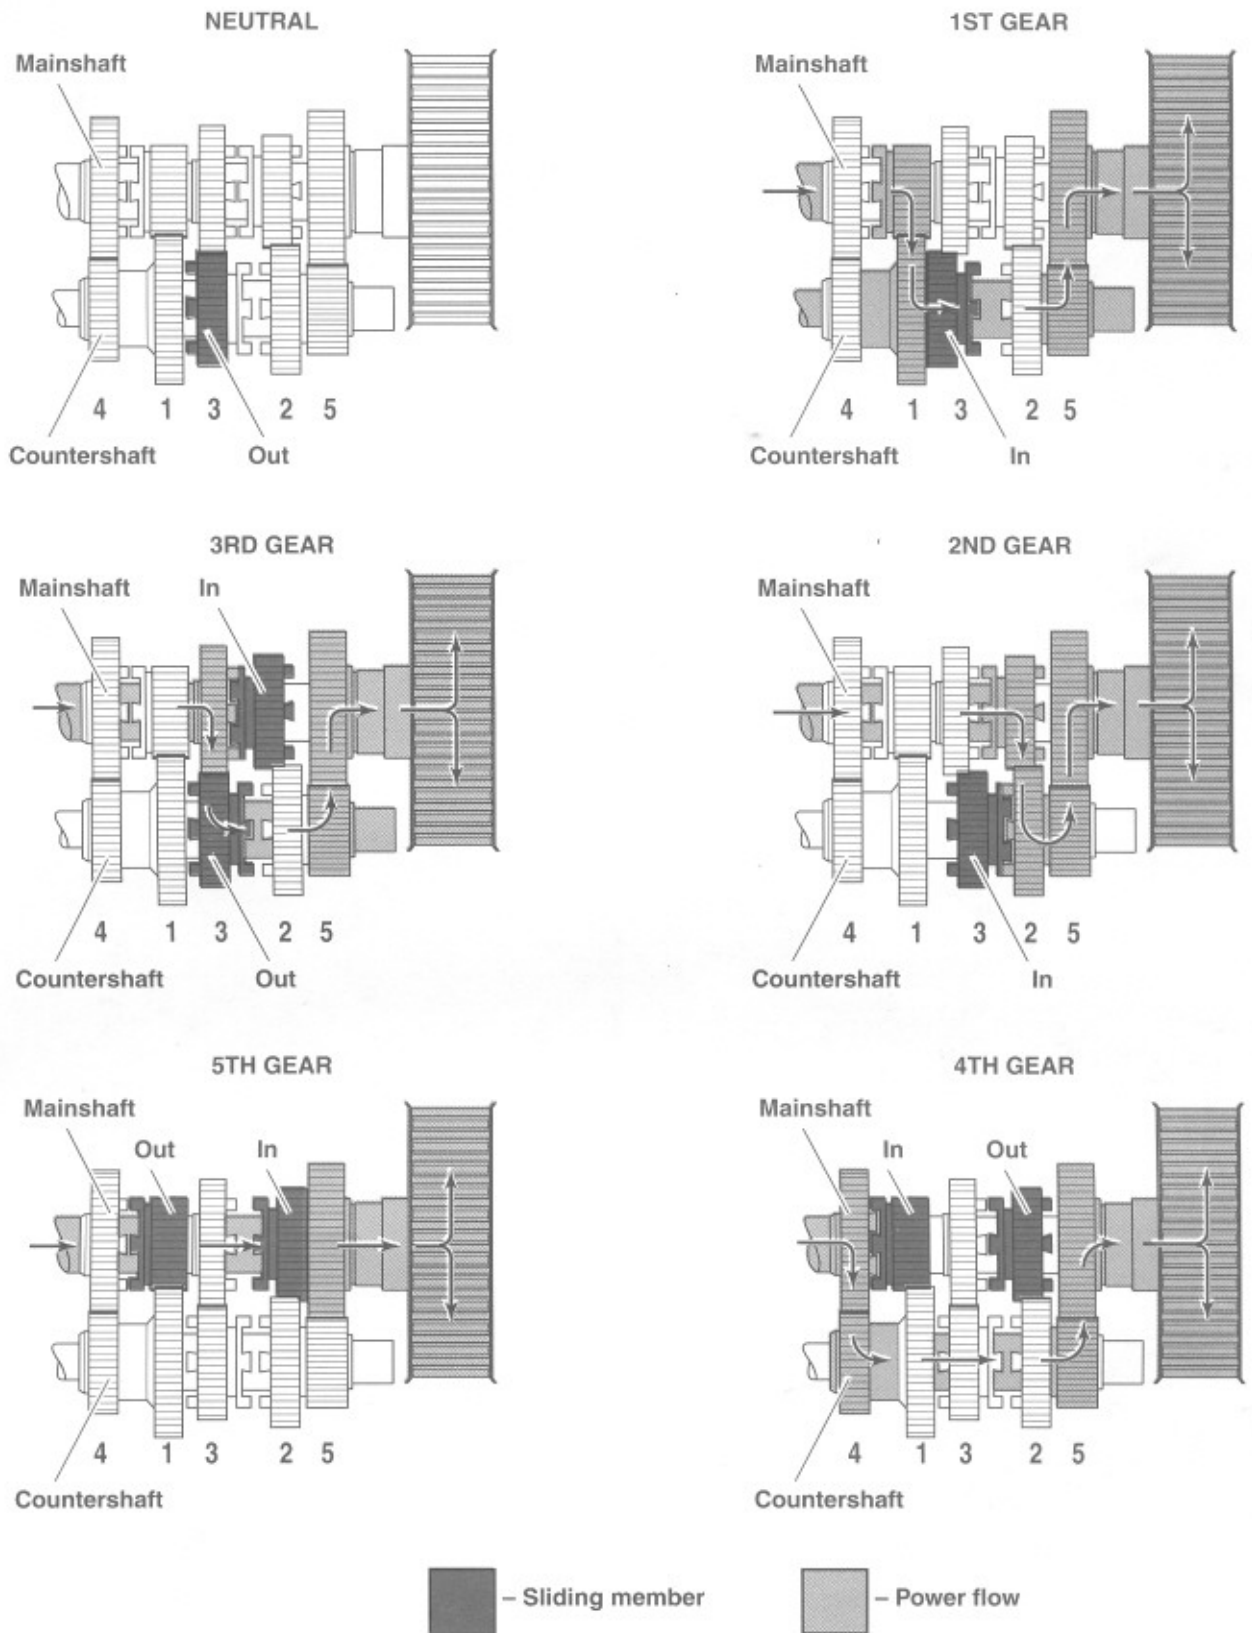 NEUTRAL
Mainshaft
4 1 3 2 5
Countershaft Out
1ST GEAR
Mainshaft
4 1 3 2 5
Countershaft In
3RD GEAR
Mainshaft In
4 1 3 2 5
Countershaft Out
2ND GEAR
Mainshaft
4 1 3 2 5
Countershaft In
5TH GEAR
Mainshaft
Out In
4 1 3 2 5
Countershaft
4TH GEAR
Mainshaft
In Out
4 1 3 2 5
Countershaft
– Sliding member
– Power flow